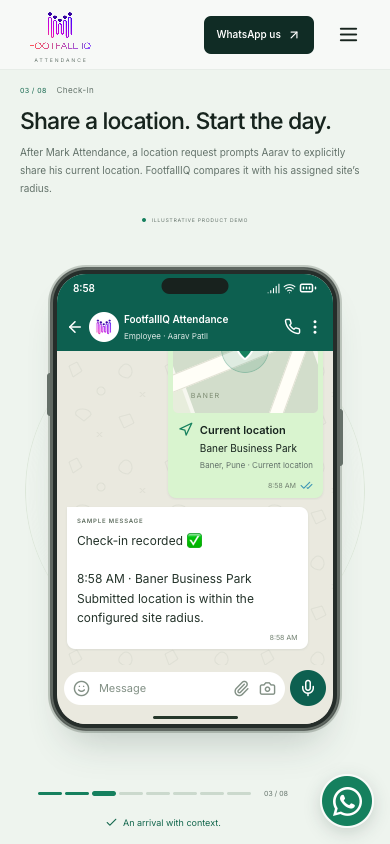 FOOTFALL IQ
ATTENDANCE
WhatsApp us
03 / 08 Check-in
Share a location. Start the day.
After Mark Attendance, a location request prompts Aarav to explicitly
share his current location. FootfallIQ compares it with his assigned site's
radius.
ILLUSTRATIVE PRODUCT DEMO
8:58
FootfallIQ Attendance
Employee · Aarav Patil
BANER
Current location
Baner Business Park
Baner, Pune · Current location
8:58 AM
SAMPLE MESSAGE
Check-in recorded ✅
8:58 AM · Baner Business Park
Submitted location is within the
configured site radius.
8:58 AM
Message
03 / 08
An arrival with context.